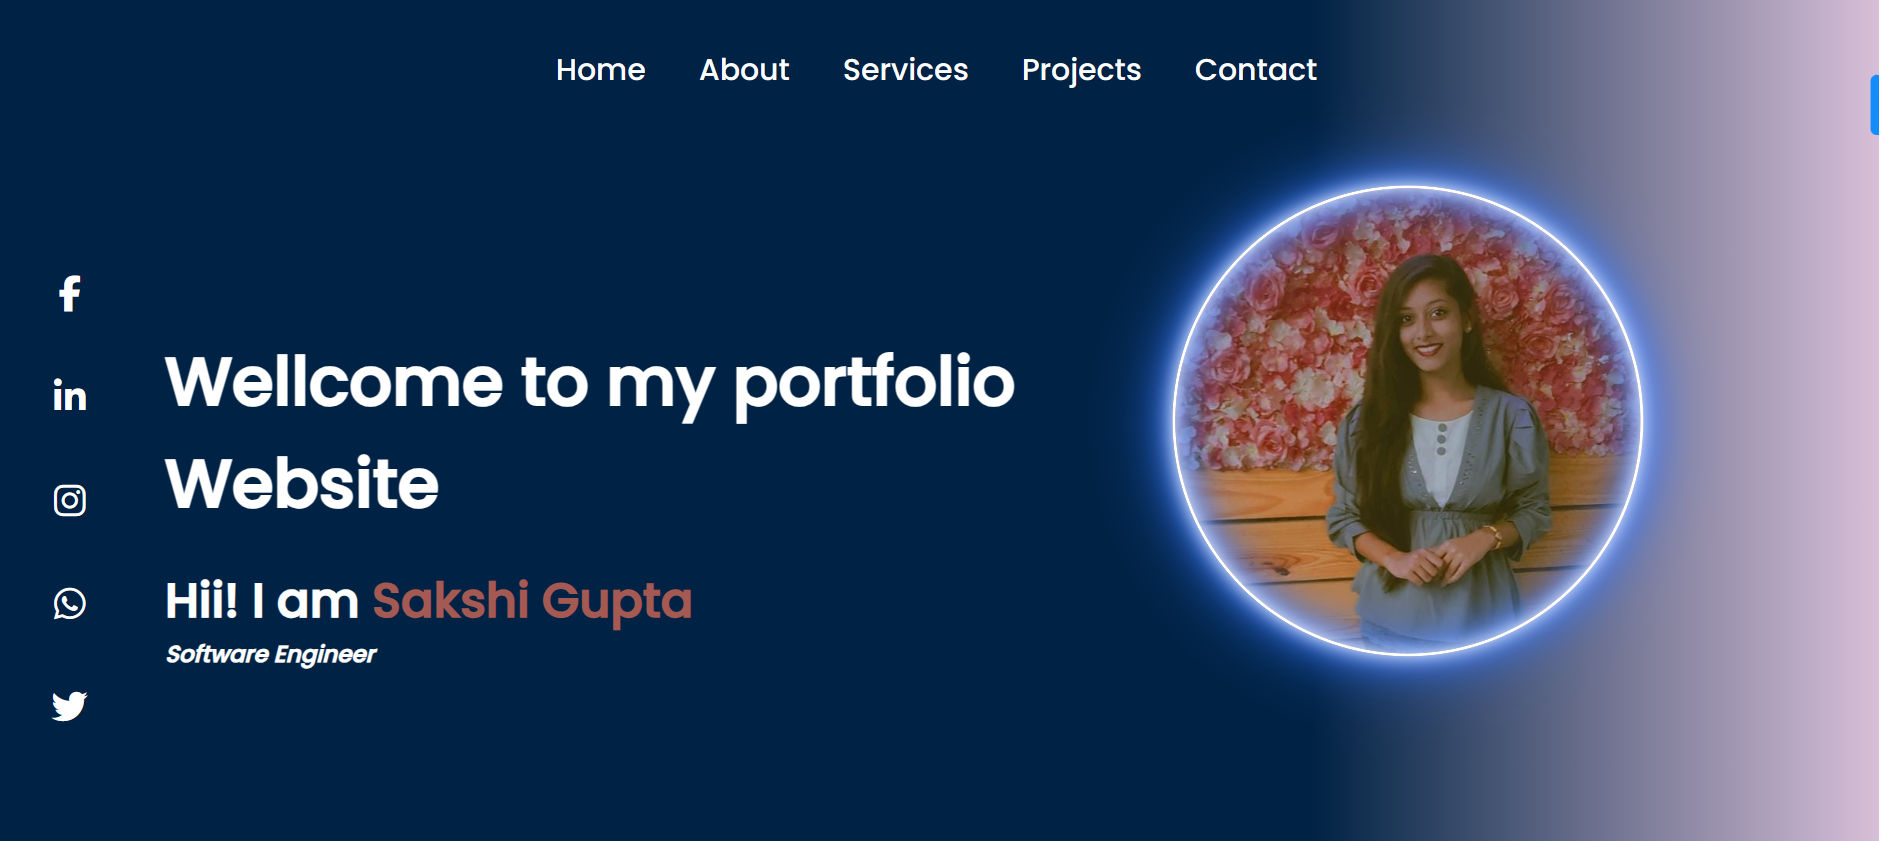 Home About Services Projects Contact
Wellcome to my portfolio
Website
Hii! I am Sakshi Gupta
Software Engineer